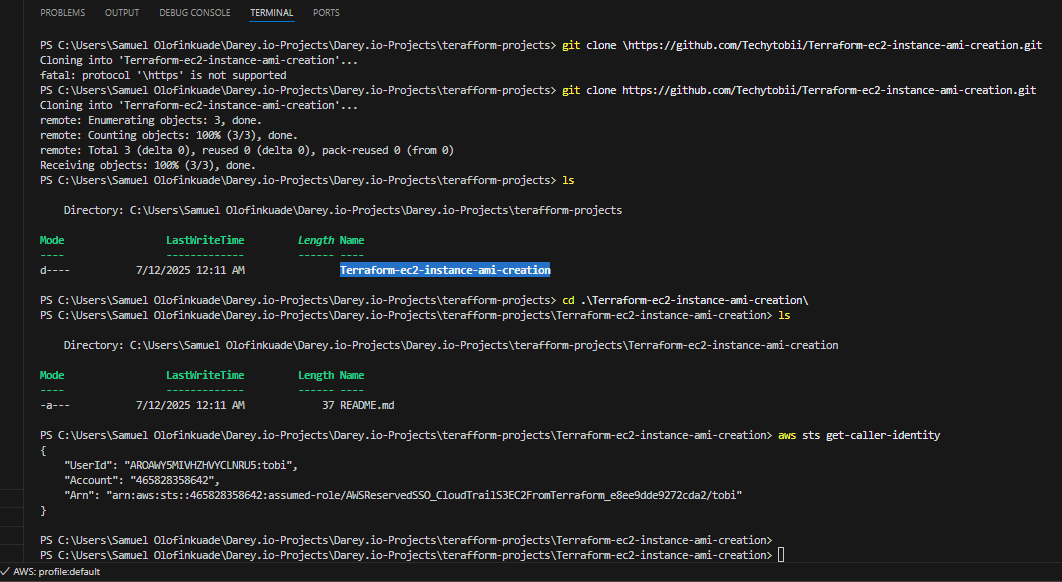 PROBLEMS OUTPUT DEBUG CONSOLE TERMINAL PORTS
PS C:\Users\Samuel Olofinkuade\Darey.io-Projects\Darey.io-Projects\terafform-projects> git clone \https://github.com/Techytobii/Terraform-ec2-instance-ami-creation.git
Cloning into 'Terraform-ec2-instance-ami-creation'...
fatal: protocol '\https' is not supported
PS C:\Users\Samuel Olofinkuade\Darey.io-Projects\Darey.io-Projects\terafform-projects> git clone https://github.com/Techytobii/Terraform-ec2-instance-ami-creation.git
Cloning into 'Terraform-ec2-instance-ami-creation'...
remote: Enumerating objects: 3, done.
remote: Counting objects: 100% (3/3), done.
remote: Total 3 (delta 0), reused 0 (delta 0), pack-reused 0 (from 0)
Receiving objects: 100% (3/3), done.
PS C:\Users\Samuel Olofinkuade\Darey.io-Projects\Darey.io-Projects\terafform-projects> ls
Directory: C:\Users\Samuel Olofinkuade\Darey.io-Projects\Darey.io-Projects\terafform-projects
Mode LastWriteTime Length Name
---- ------------- ------ ----
d---- 7/12/2025 12:11 AM Terraform-ec2-instance-ami-creation
PS C:\Users\Samuel Olofinkuade\Darey.io-Projects\Darey.io-Projects\terafform-projects> cd .\Terraform-ec2-instance-ami-creation\
PS C:\Users\Samuel Olofinkuade\Darey.io-Projects\Darey.io-Projects\terafform-projects\Terraform-ec2-instance-ami-creation> ls
Directory: C:\Users\Samuel Olofinkuade\Darey.io-Projects\Darey.io-Projects\terafform-projects\Terraform-ec2-instance-ami-creation
Mode LastWriteTime Length Name
---- ------------- ------ ----
-a--- 7/12/2025 12:11 AM 37 README.md
PS C:\Users\Samuel Olofinkuade\Darey.io-Projects\Darey.io-Projects\terafform-projects\Terraform-ec2-instance-ami-creation> aws sts get-caller-identity
{
"UserId": "AROAWY5MIVHZHVYCLNRU5:tobi",
"Account": "465828358642",
"Arn": "arn:aws:sts::465828358642:assumed-role/AWSReservedSSO_CloudTrailS3EC2FromTerraform_e8ee9dde9272cda2/tobi"
}
PS C:\Users\Samuel Olofinkuade\Darey.io-Projects\Darey.io-Projects\terafform-projects\Terraform-ec2-instance-ami-creation>
PS C:\Users\Samuel Olofinkuade\Darey.io-Projects\Darey.io-Projects\terafform-projects\Terraform-ec2-instance-ami-creation>
AWS: profile:default